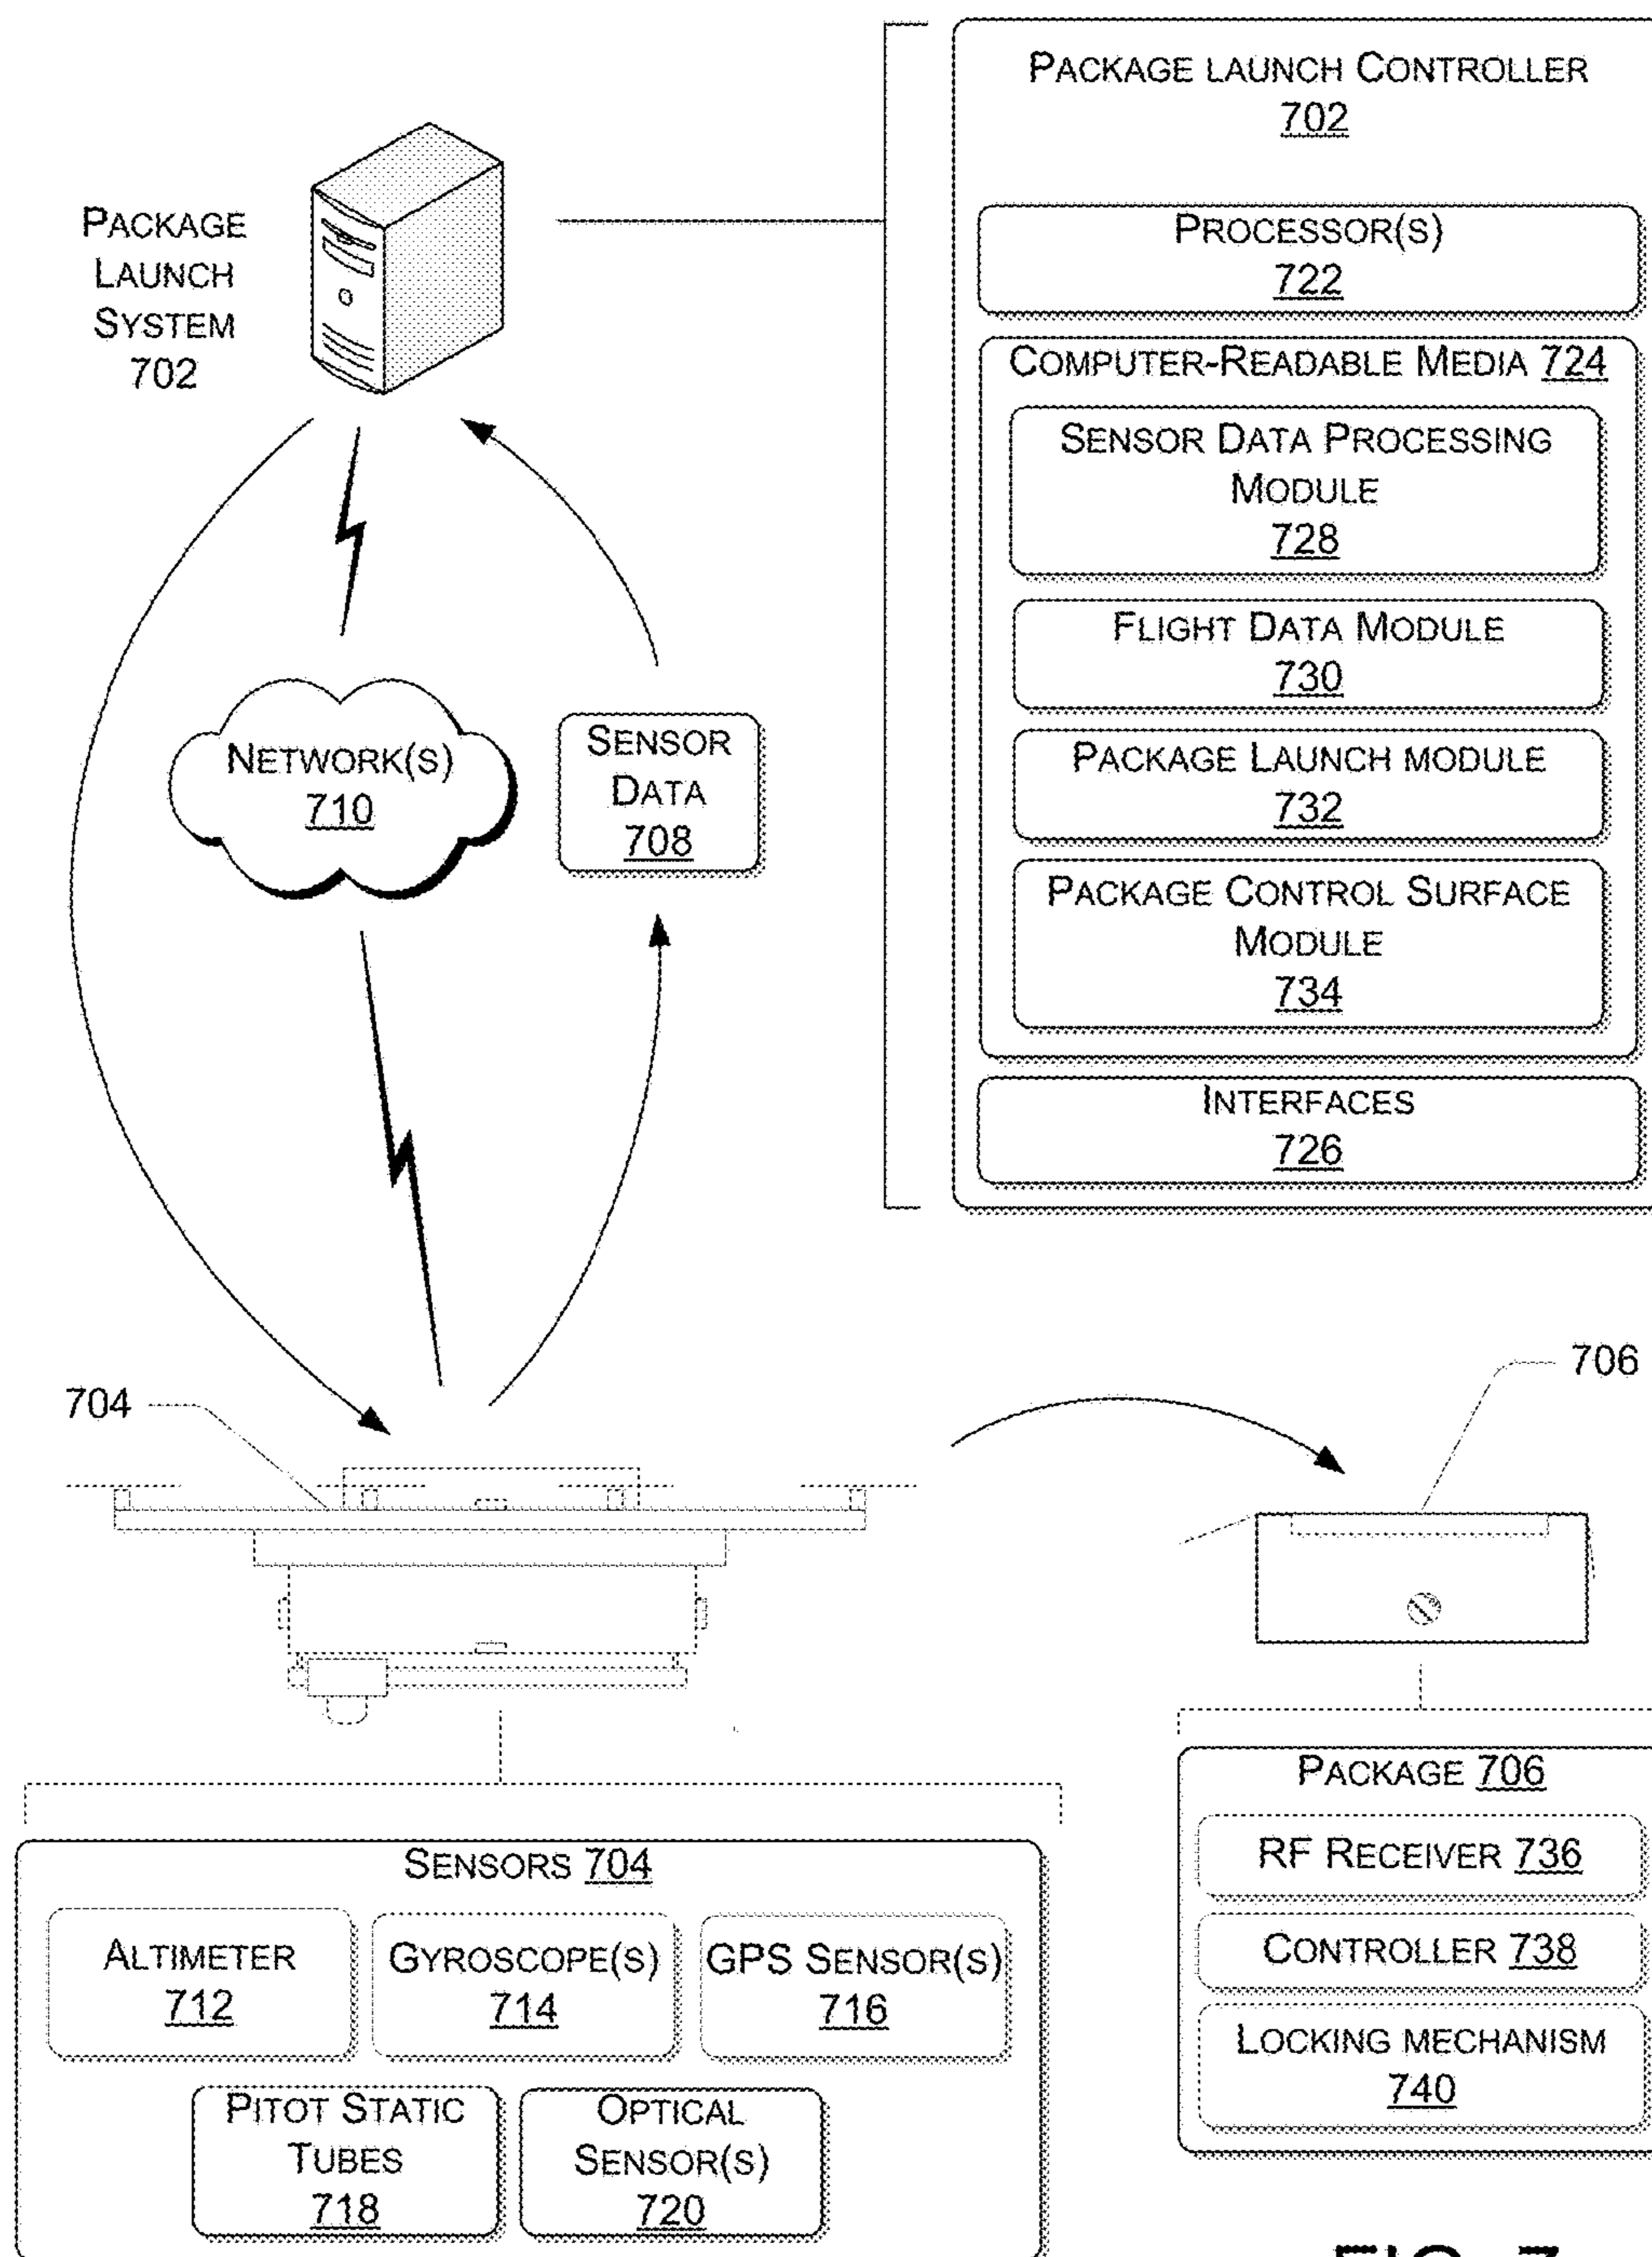 PACKAGE
LAUNCH
SYSTEM
702
PACKAGE LAUNCH CONTROLLER
702
PROCESSOR(S)
722
COMPUTER-READABLE MEDIA 724
SENSOR DATA PROCESSING
MODULE
728
FLIGHT DATA MODULE
730
PACKAGE LAUNCH MODULE
732
PACKAGE CONTROL SURFACE
MODULE
734
INTERFACES
726
NETWORK(S)
710
SENSOR
DATA
708
704
706
SENSORS 704
ALTIMETER
712
GYROSCOPE(S)
714
GPS SENSOR(S)
716
PITOT STATIC
TUBES
718
OPTICAL
SENSOR(S)
720
PACKAGE 706
RF RECEIVER 736
CONTROLLER 738
LOCKING MECHANISM
740